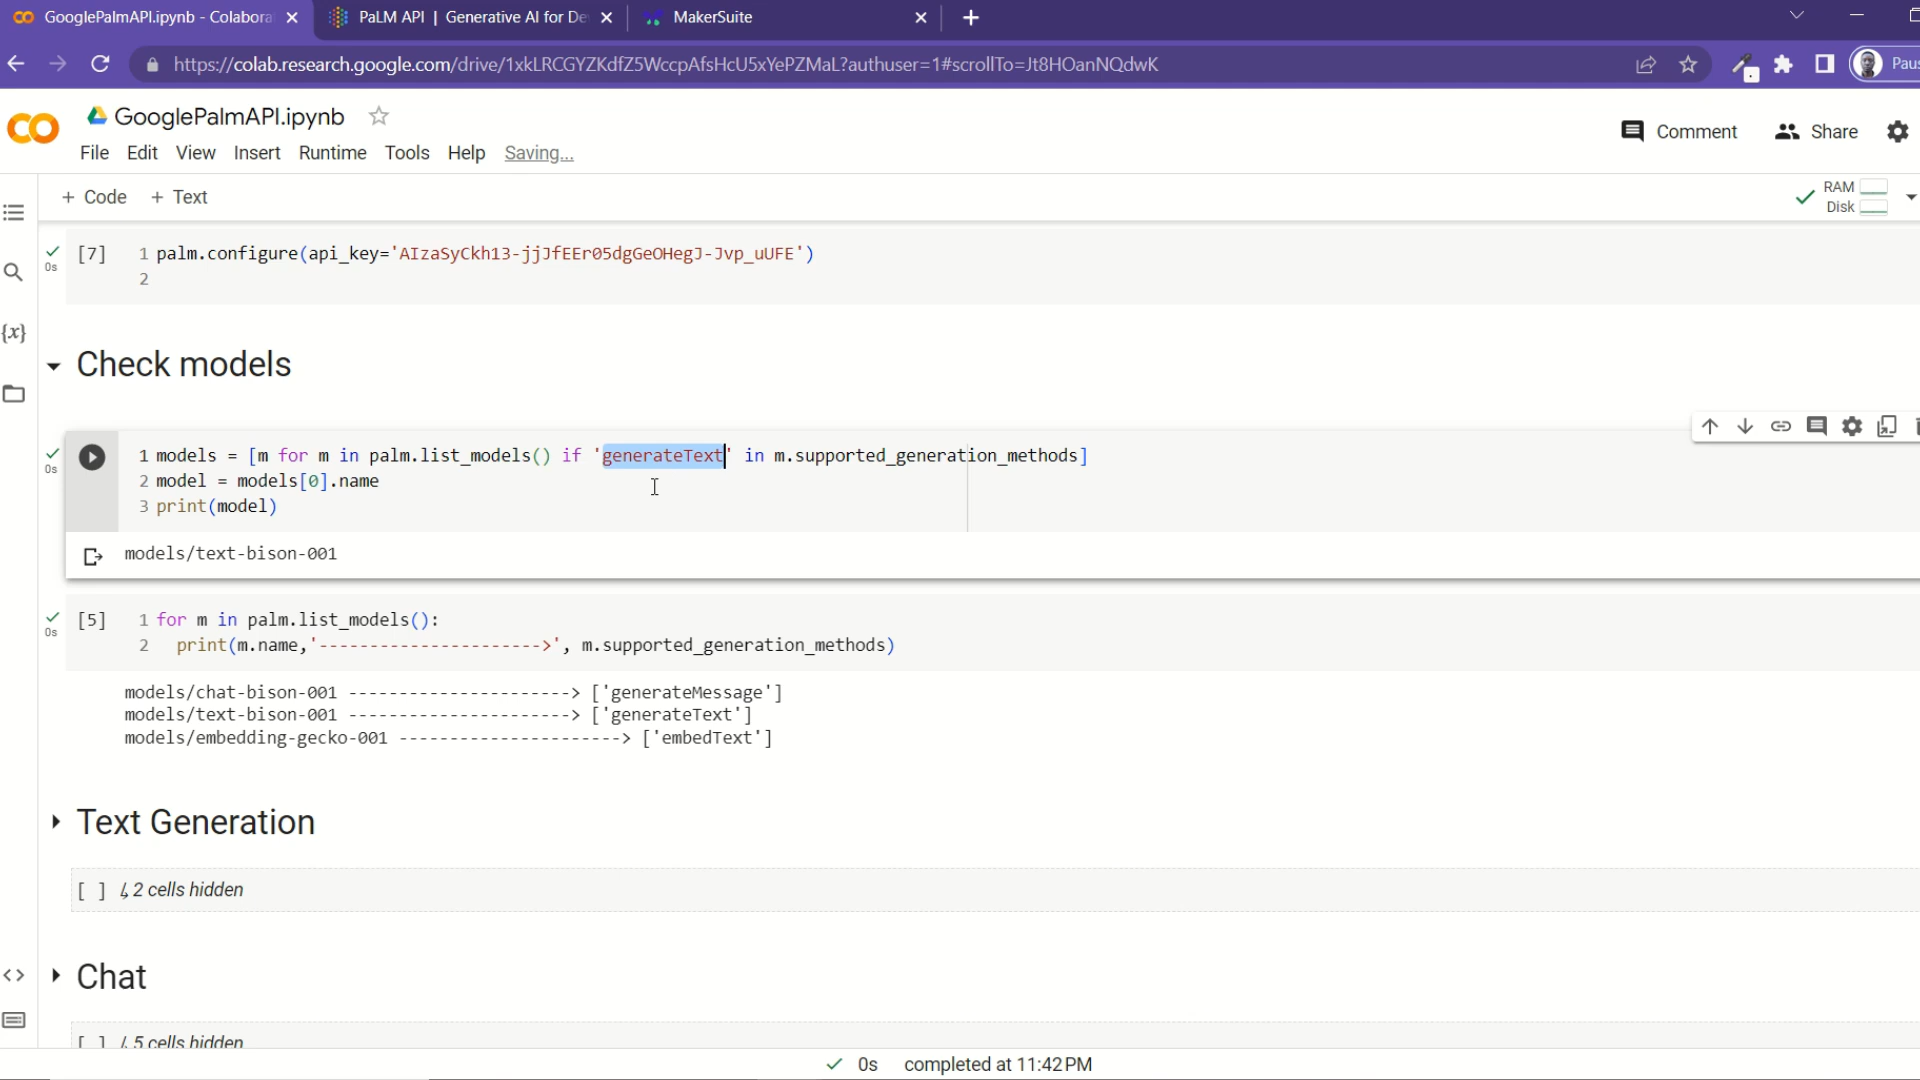 GooglePalmAPI.ipynb - Colabora
PaLM API | Generative AI for De
MakerSuite
https://colab.research.google.com/drive/1xkLRCGYZKdfZ5WccpAfsHcU5xYePZMaL?authuser=1#scrollTo=Jt8HOanNQdwK
Paus
GooglePalmAPI.ipynb
Comment
Share
File Edit View Insert Runtime Tools Help Saving...
+ Code + Text
RAM
Disk
[7] 1 palm.configure(api_key='AIzaSyCkh13-jjJfEEr05dgGeOHegJ-Jvp_uUFE')
0s
2
{x}
Check models
1 models = [m for m in palm.list_models() if 'generateText' in m.supported_generation_methods]
0s
2 model = models[0].name
3 print(model)
models/text-bison-001
[5] 1 for m in palm.list_models():
0s
2 print(m.name,'---------------------->', m.supported_generation_methods)
models/chat-bison-001 ----------------------> ['generateMessage']
models/text-bison-001 ----------------------> ['generateText']
models/embedding-gecko-001 ----------------------> ['embedText']
Text Generation
[ ] ↳ 2 cells hidden
Chat
[ ] ↳ 5 cells hidden
0s completed at 11:42 PM